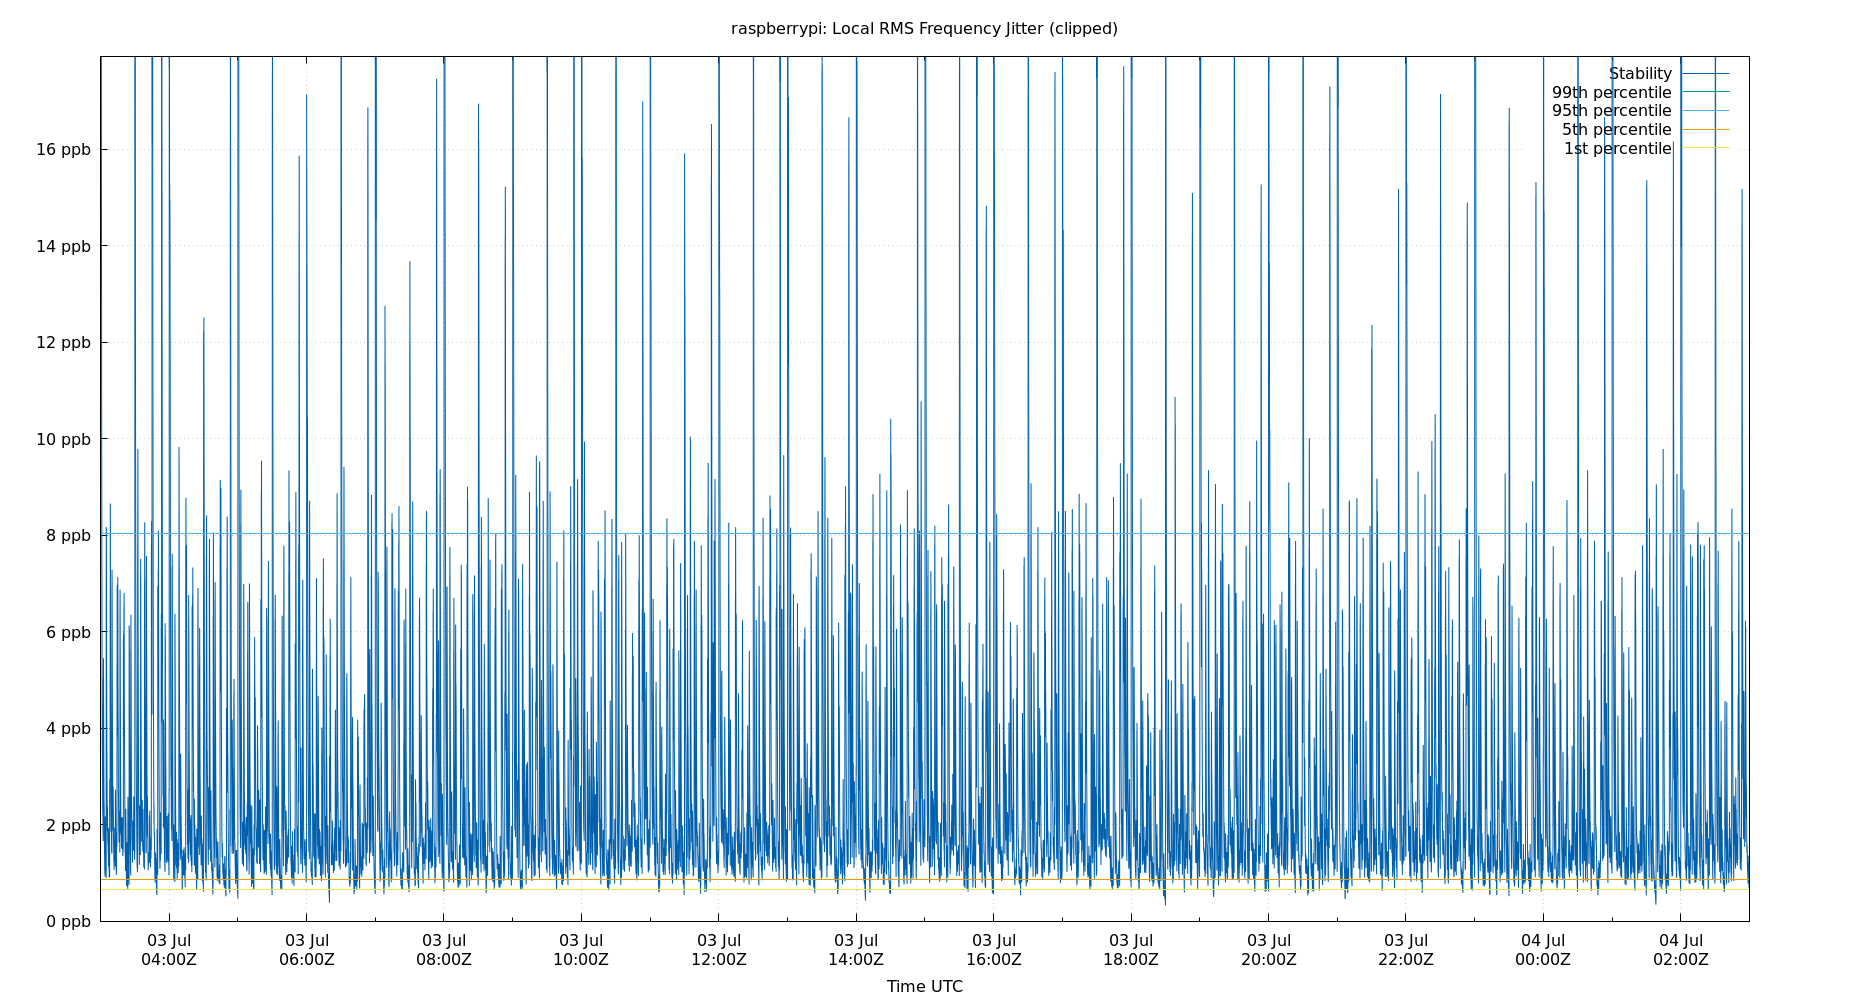 raspberrypi: Local RMS Frequency Jitter (clipped)
Stability
99th percentile
95th percentile
5th percentile
1st percentile
16 ppb
14 ppb
12 ppb
10 ppb
8 ppb
6 ppb
4 ppb
2 ppb
0 ppb
03 Jul 03 Jul 03 Jul 03 Jul 03 Jul 03 Jul 03 Jul 03 Jul 03 Jul 03 Jul 04 Jul 04 Jul
04:00Z 06:00Z 08:00Z 10:00Z 12:00Z 14:00Z 16:00Z 18:00Z 20:00Z 22:00Z 00:00Z 02:00Z
Time UTC